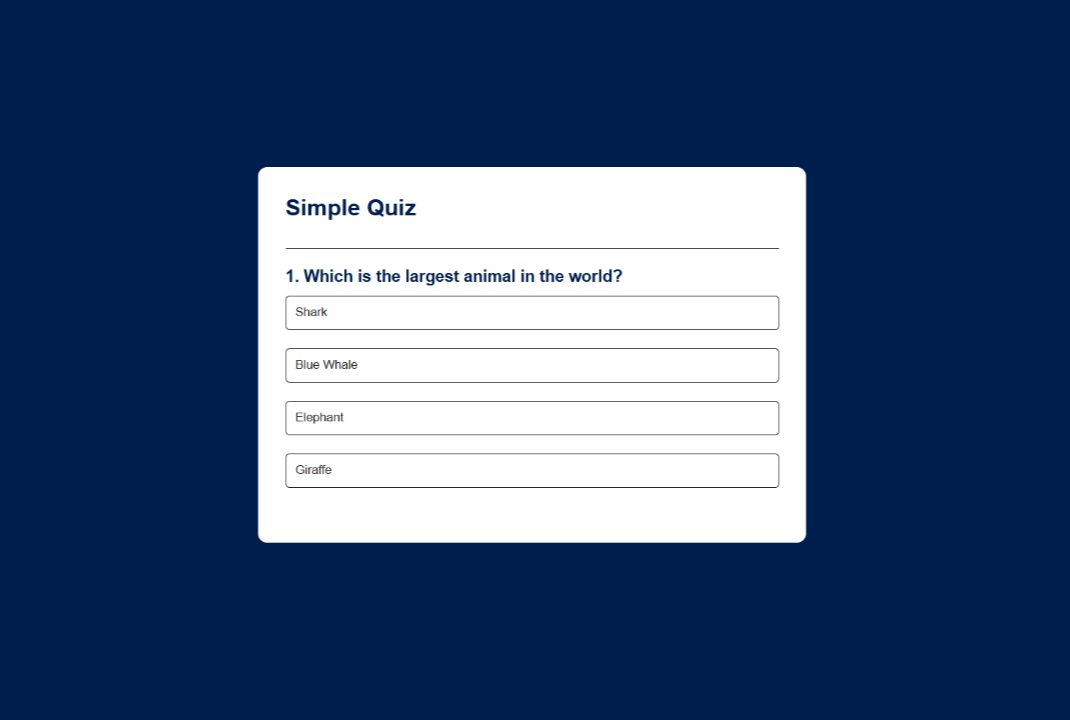 Simple Quiz
1. Which is the largest animal in the world?
Shark
Blue Whale
Elephant
Giraffe